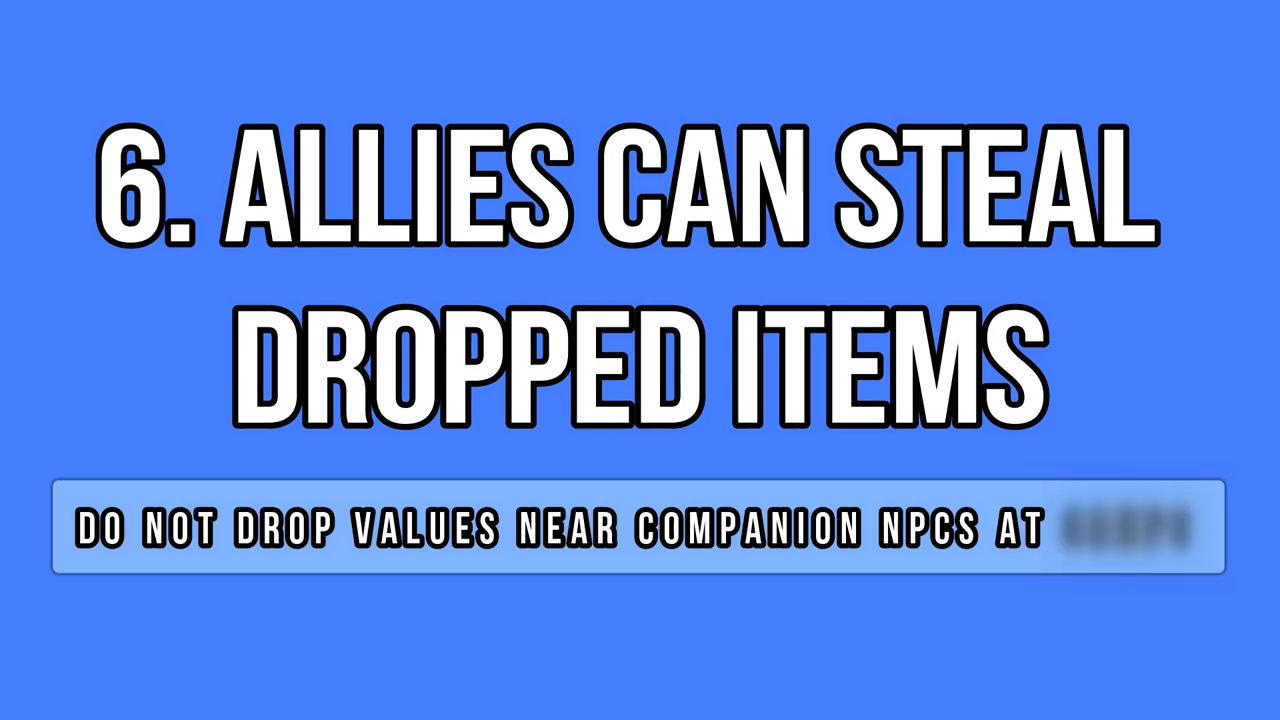 6. ALLIES CAN STEAL
DROPPED ITEMS
DO NOT DROP VALUES NEAR COMPANION NPCS AT